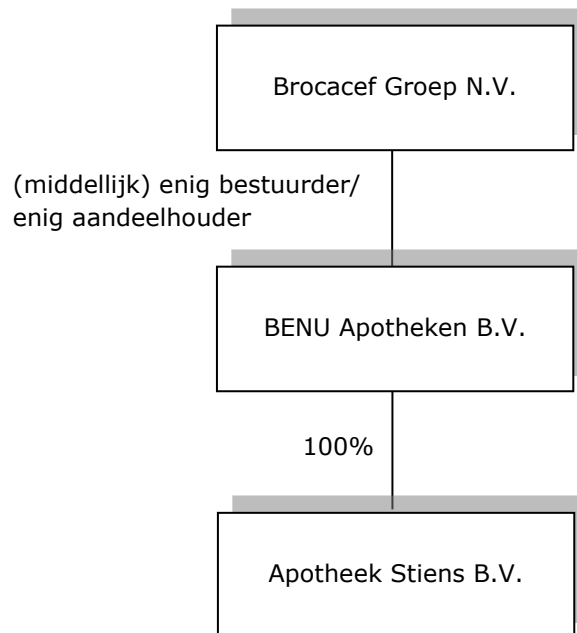 Brocacef Groep N.V.
(middellijk) enig bestuurder/
enig aandeelhouder
BENU Apotheken B.V.
100%
Apotheek Stiens B.V.